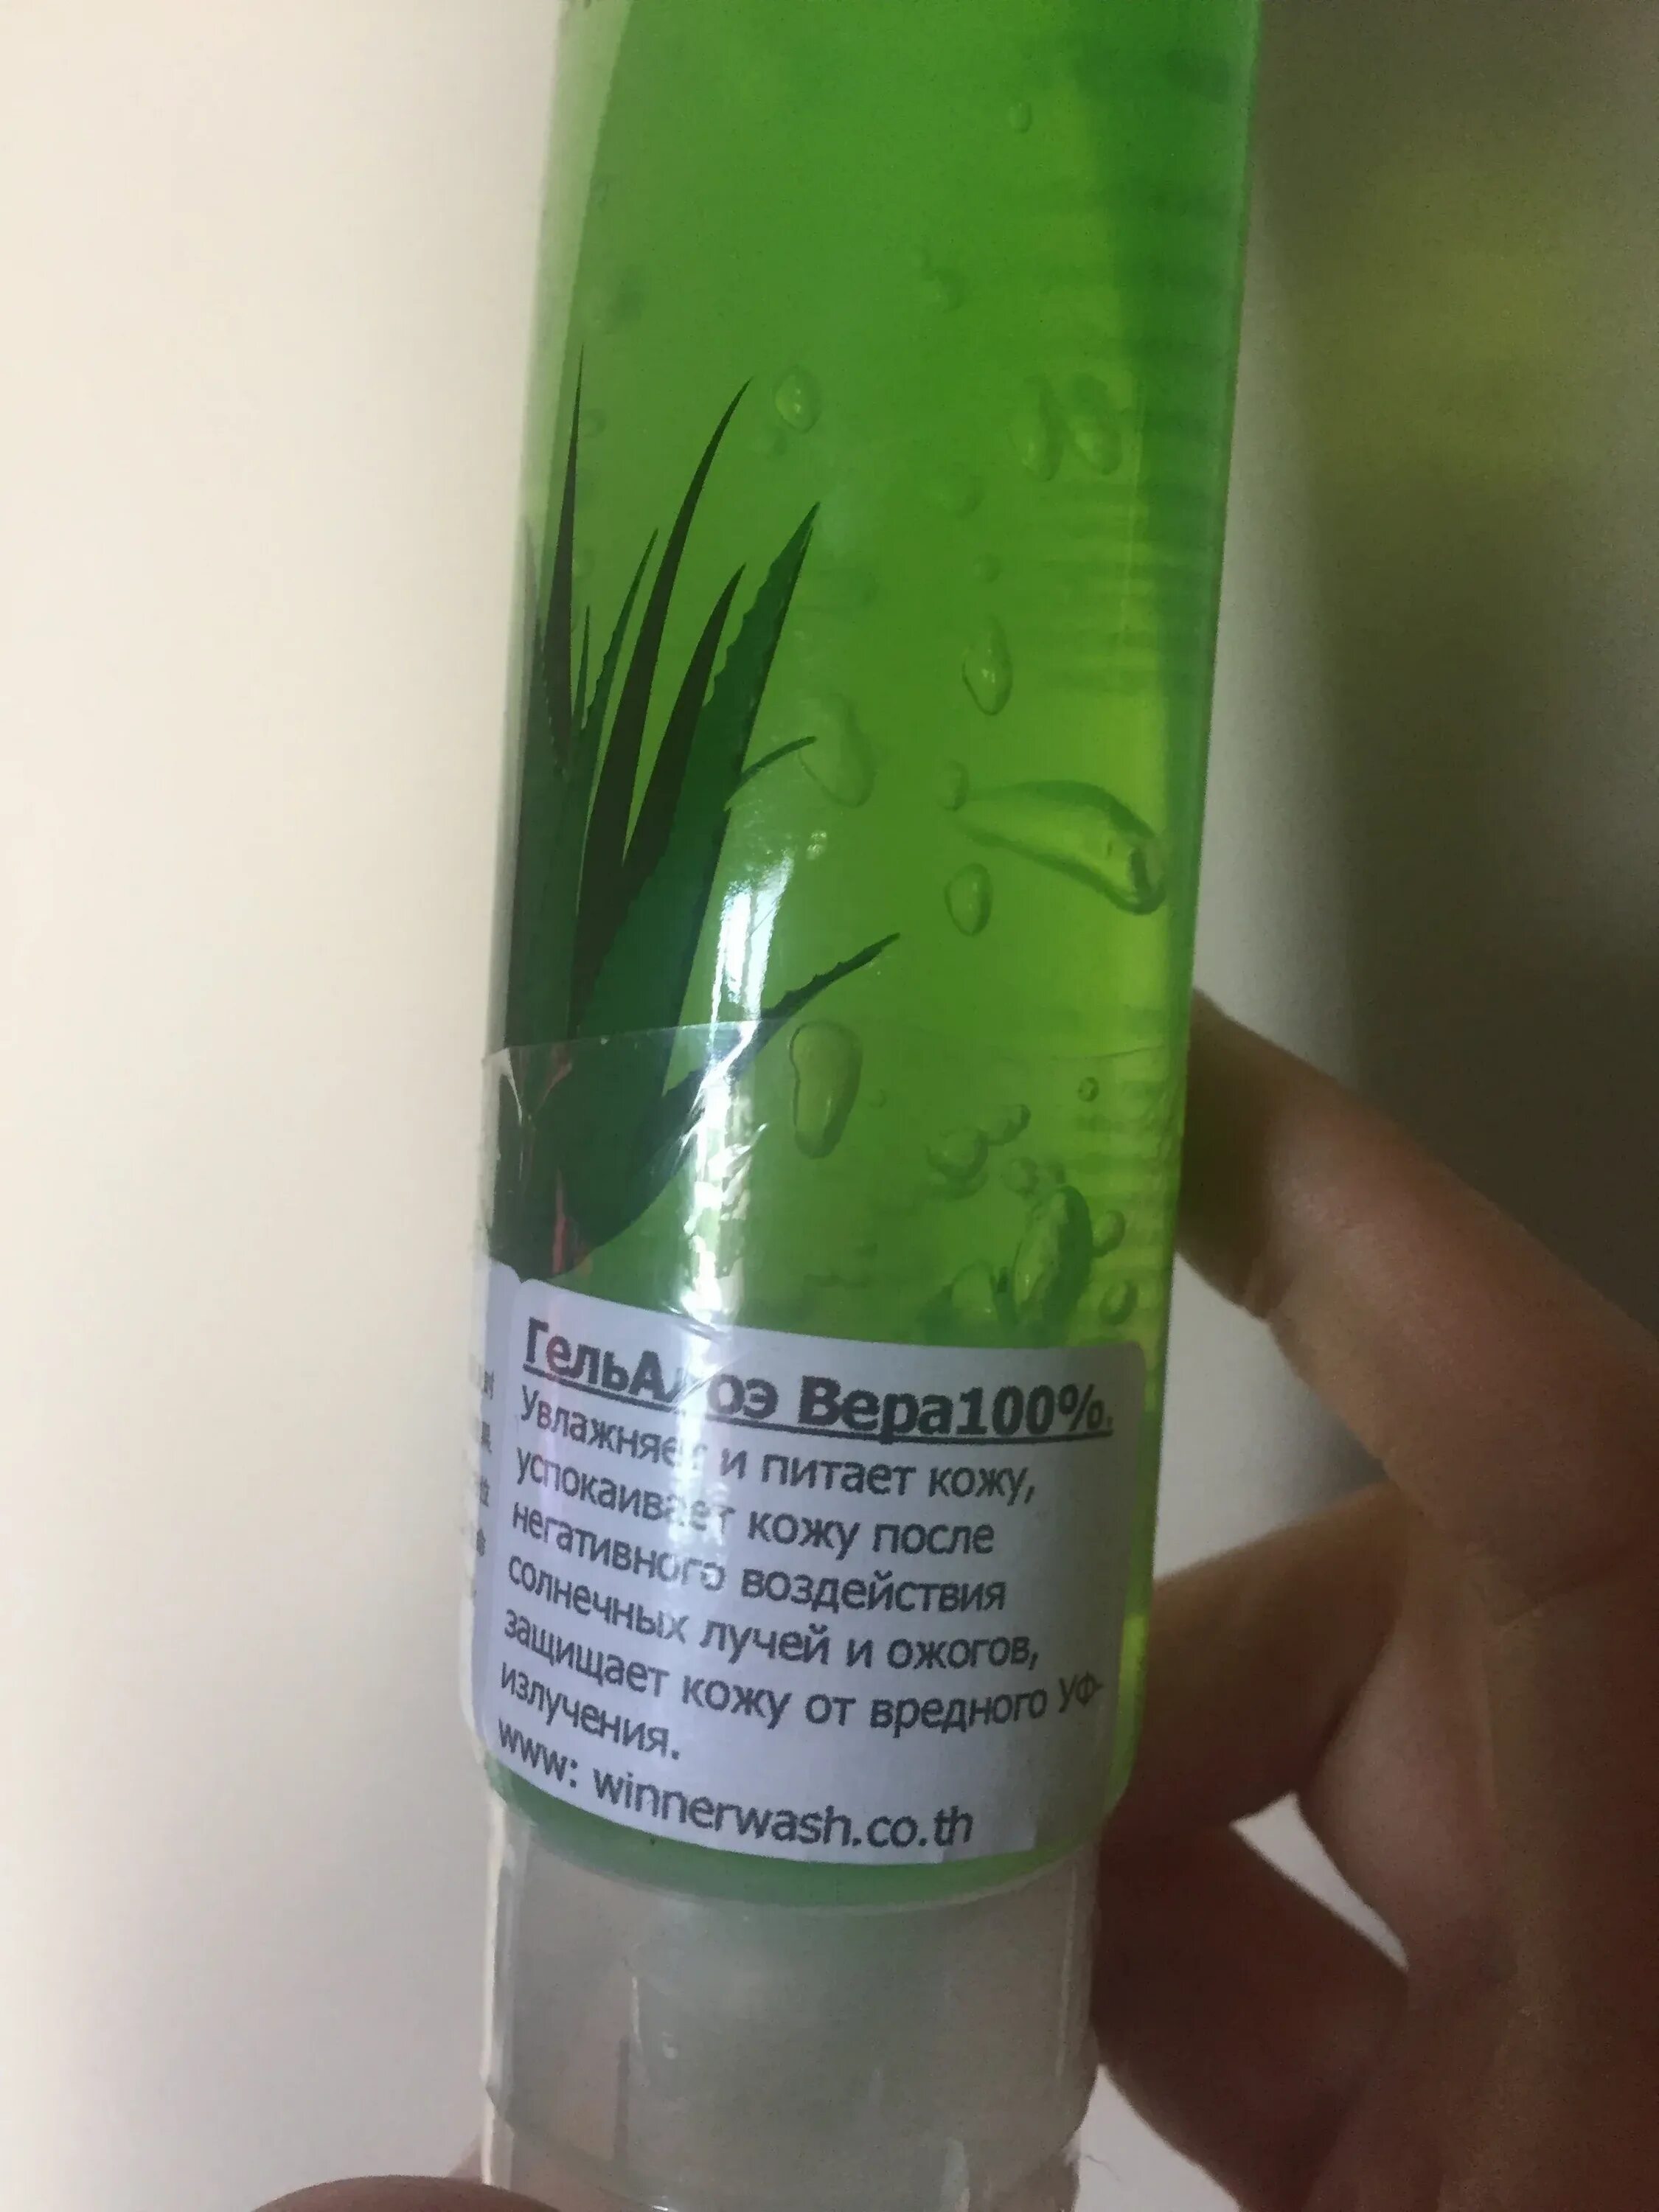 ГельАлоэ Вера100%.
Увлажняет и питает кожу,
успокаивает кожу после
негативного воздействия
солнечных лучей и ожогов,
защищает кожу от вредного УФ-
излучения.
www: winnerwash.co.th